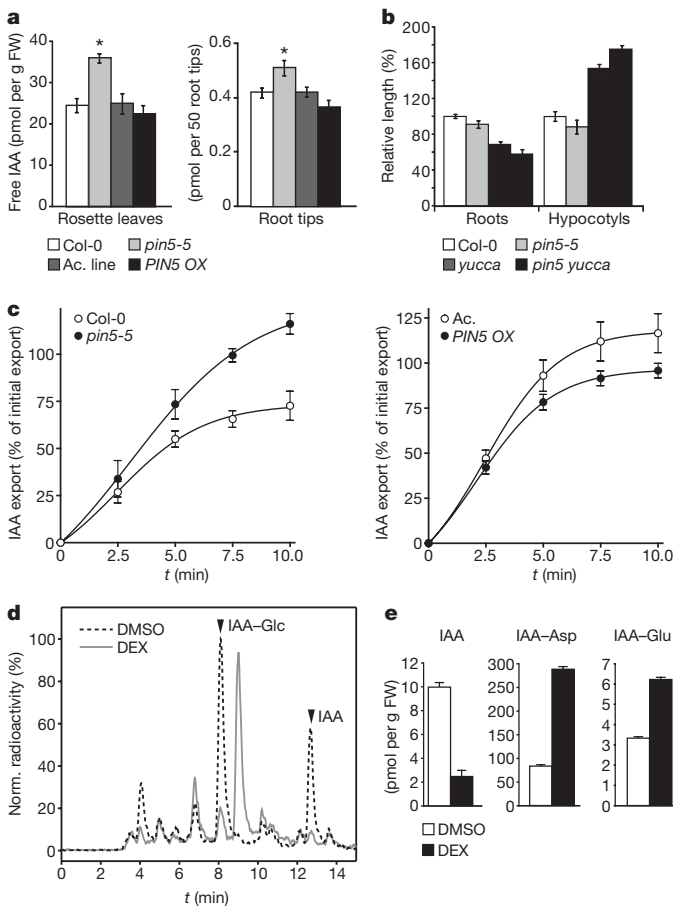 a
Free IAA (pmol per g FW)
40
30
20
10
0
*
Rosette leaves
(pmol per 50 root tips)
0.6
0.4
0.2
0
*
Root tips
Col-0 pin5-5
Ac. line PIN5 OX
b
Relative length (%)
200
160
120
80
40
0
Roots Hypocotyls
Col-0 pin5-5
yucca pin5 yucca
c
IAA export (% of initial export)
100
75
50
25
0
Col-0
pin5-5
0 2.5 5.0 7.5 10.0
t (min)
IAA export (% of initial export)
125
100
75
50
25
0
Ac.
PIN5 OX
0 2.5 5.0 7.5 10.0
t (min)
d
Norm. radioactivity (%)
100
80
60
40
20
0
DMSO
DEX
IAA–Glc
IAA
0 2 4 6 8 10 12 14
t (min)
e
(pmol per g FW)
IAA
12
10
8
6
4
2
0
IAA–Asp
300
250
200
150
100
50
0
IAA–Glu
7
6
5
4
3
2
1
0
DMSO
DEX